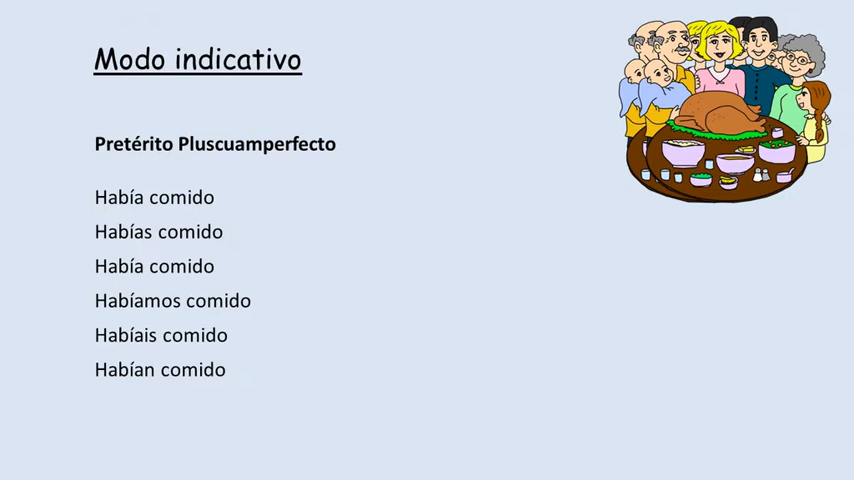 Modo indicativo
Pretérito Pluscuamperfecto
Había comido
Habías comido
Había comido
Habíamos comido
Habíais comido
Habían comido